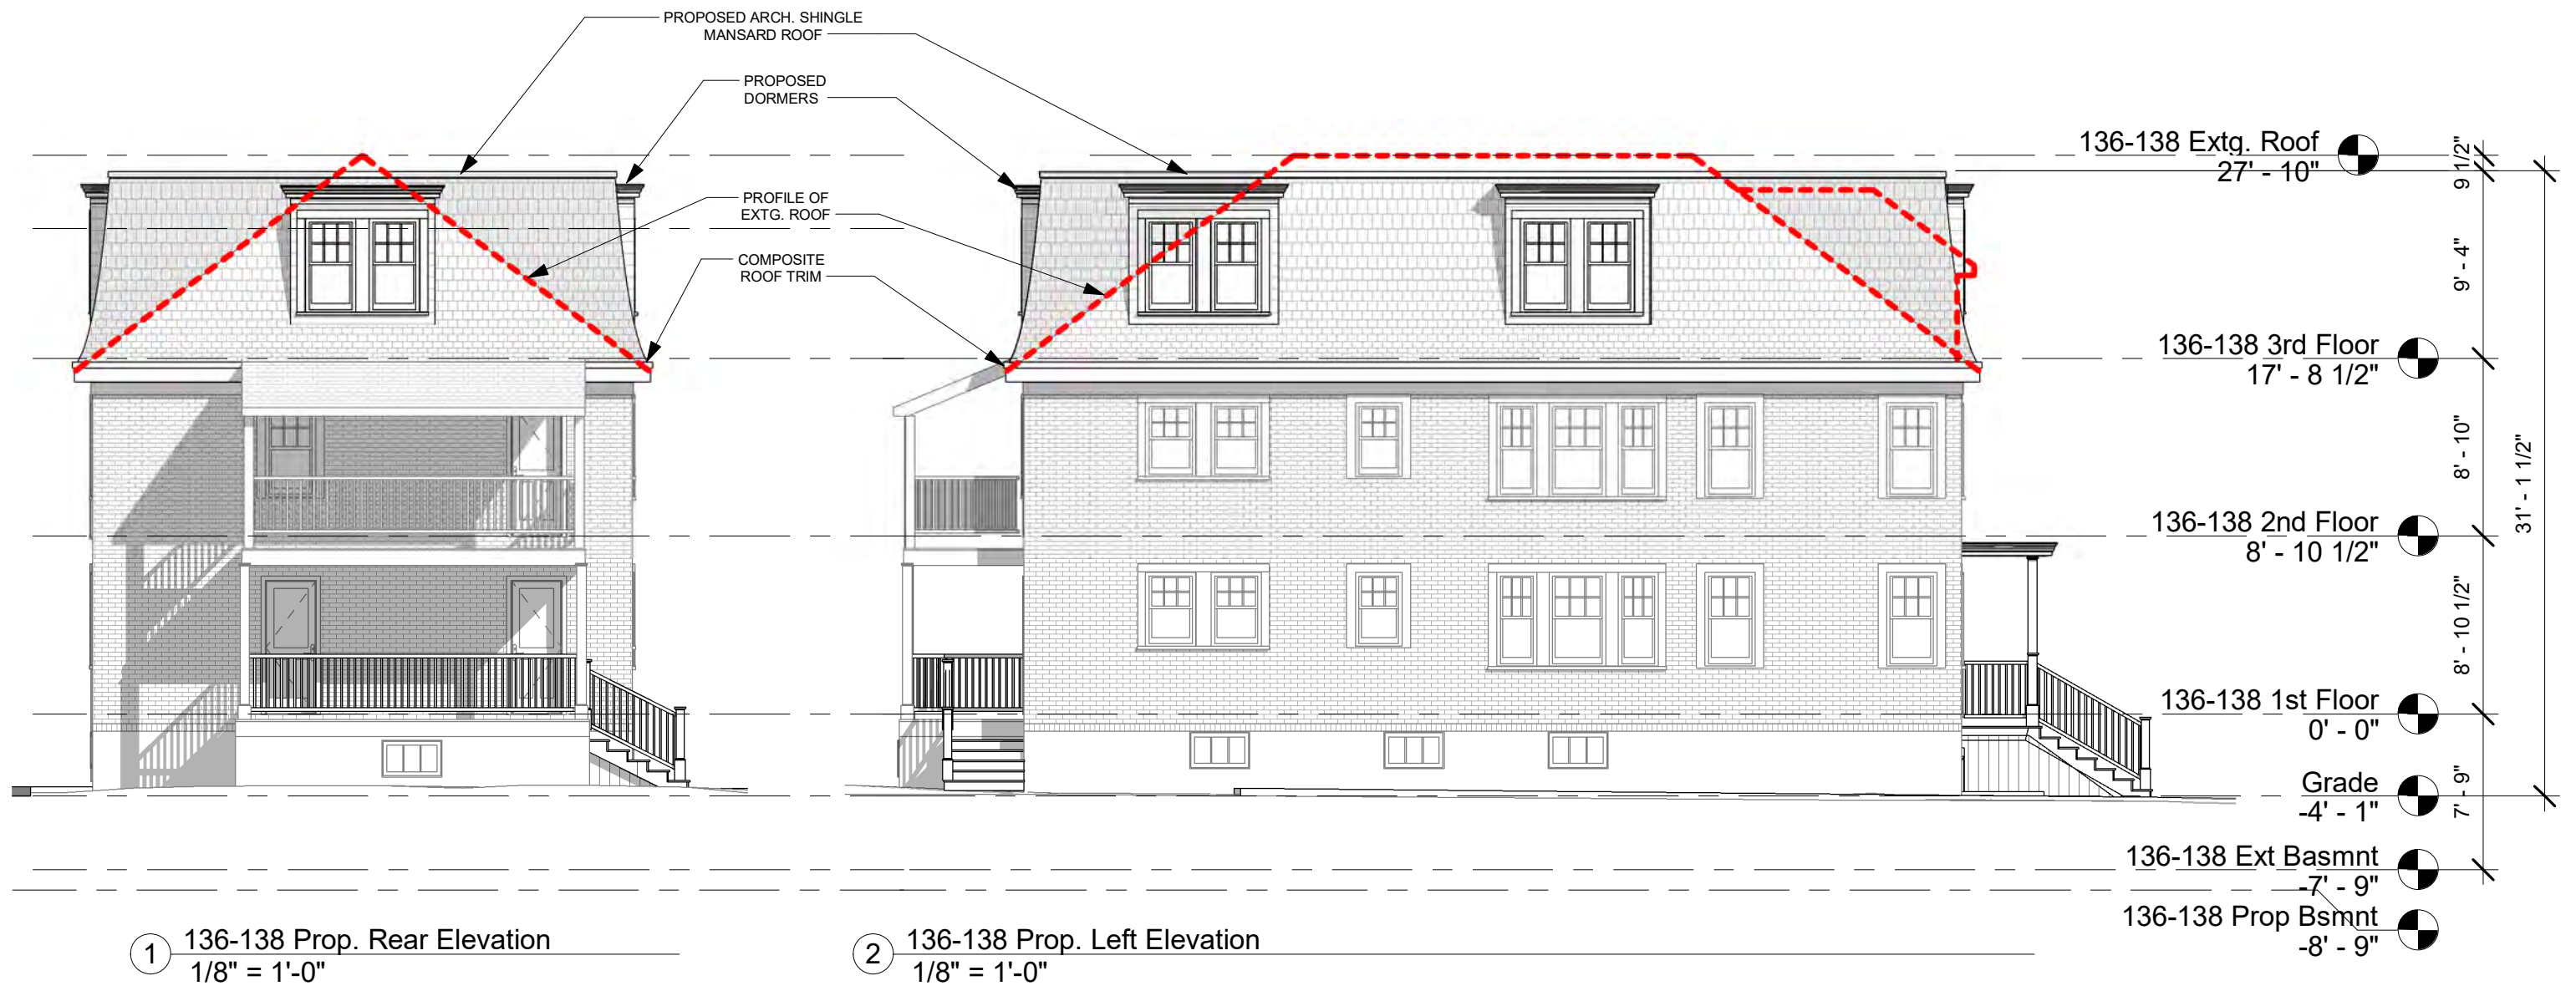 PROPOSED ARCH. SHINGLE
MANSARD ROOF
PROPOSED
DORMERS
PROFILE OF
EXTG. ROOF
COMPOSITE
ROOF TRIM
136-138 Extg. Roof
27' - 10"
136-138 3rd Floor
17' - 8 1/2"
136-138 2nd Floor
8' - 10 1/2"
136-138 1st Floor
0' - 0"
Grade
-4' - 1"
136-138 Ext Basmnt
-7' - 9"
136-138 Prop Bsmnt
-8' - 9"
9 1/2"
9' - 4"
8' - 10"
8' - 10 1/2"
7' - 9"
31' - 1 1/2"
1
136-138 Prop. Rear Elevation
1/8" = 1'-0"
2
136-138 Prop. Left Elevation
1/8" = 1'-0"